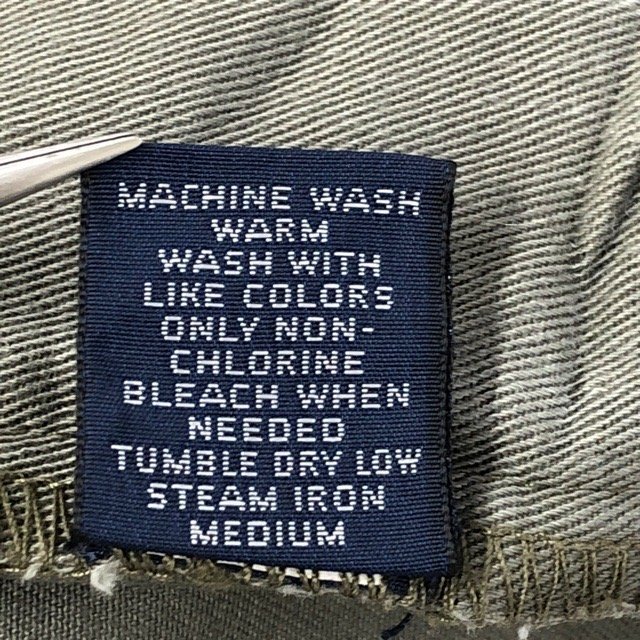 MACHINE WASH
WARM
WASH WITH
LIKE COLORS
ONLY NON-
CHLORINE
BLEACH WHEN
NEEDED
TUMBLE DRY LOW
STEAM IRON
MEDIUM